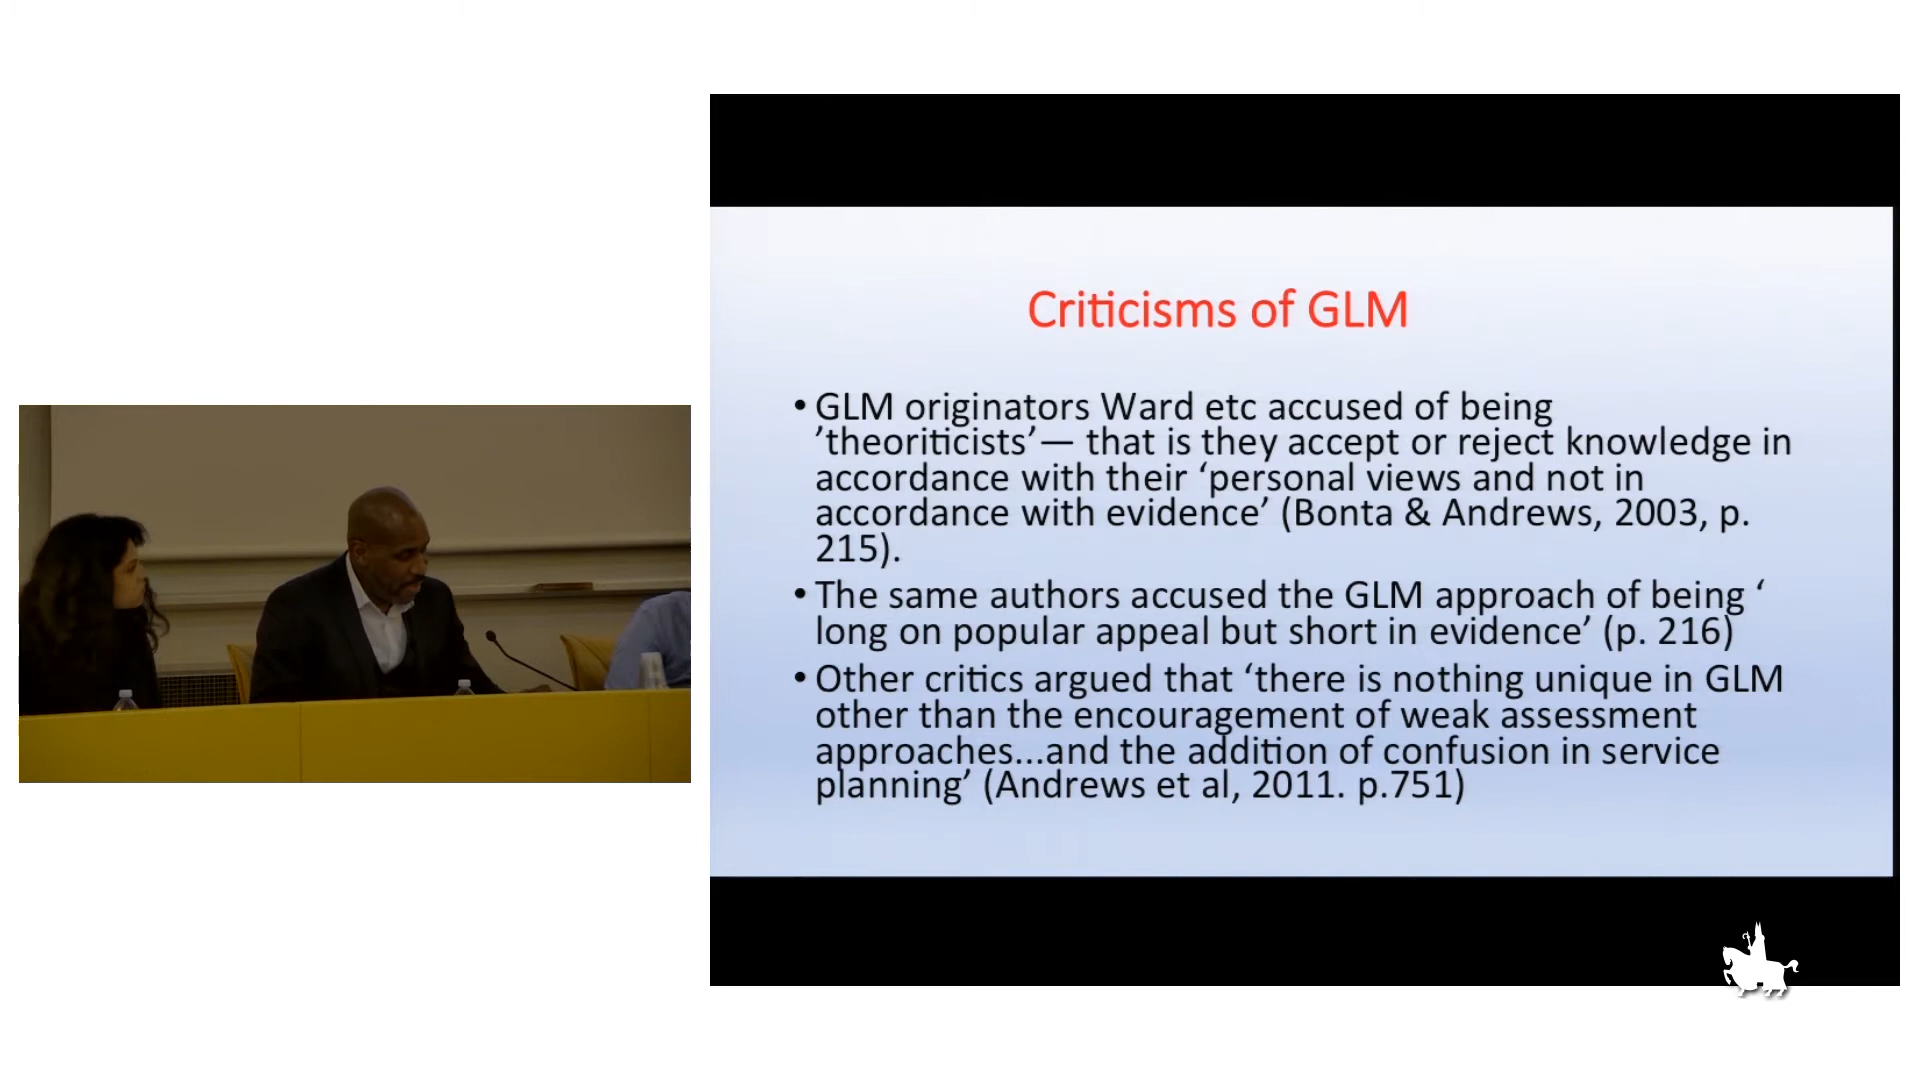 Criticisms of GLM
• GLM originators Ward etc accused of being
’theoriticists’— that is they accept or reject knowledge in
accordance with their ‘personal views and not in
accordance with evidence’ (Bonta & Andrews, 2003, p.
215).
• The same authors accused the GLM approach of being ‘
long on popular appeal but short in evidence’ (p. 216)
• Other critics argued that ‘there is nothing unique in GLM
other than the encouragement of weak assessment
approaches...and the addition of confusion in service
planning’ (Andrews et al, 2011. p.751)